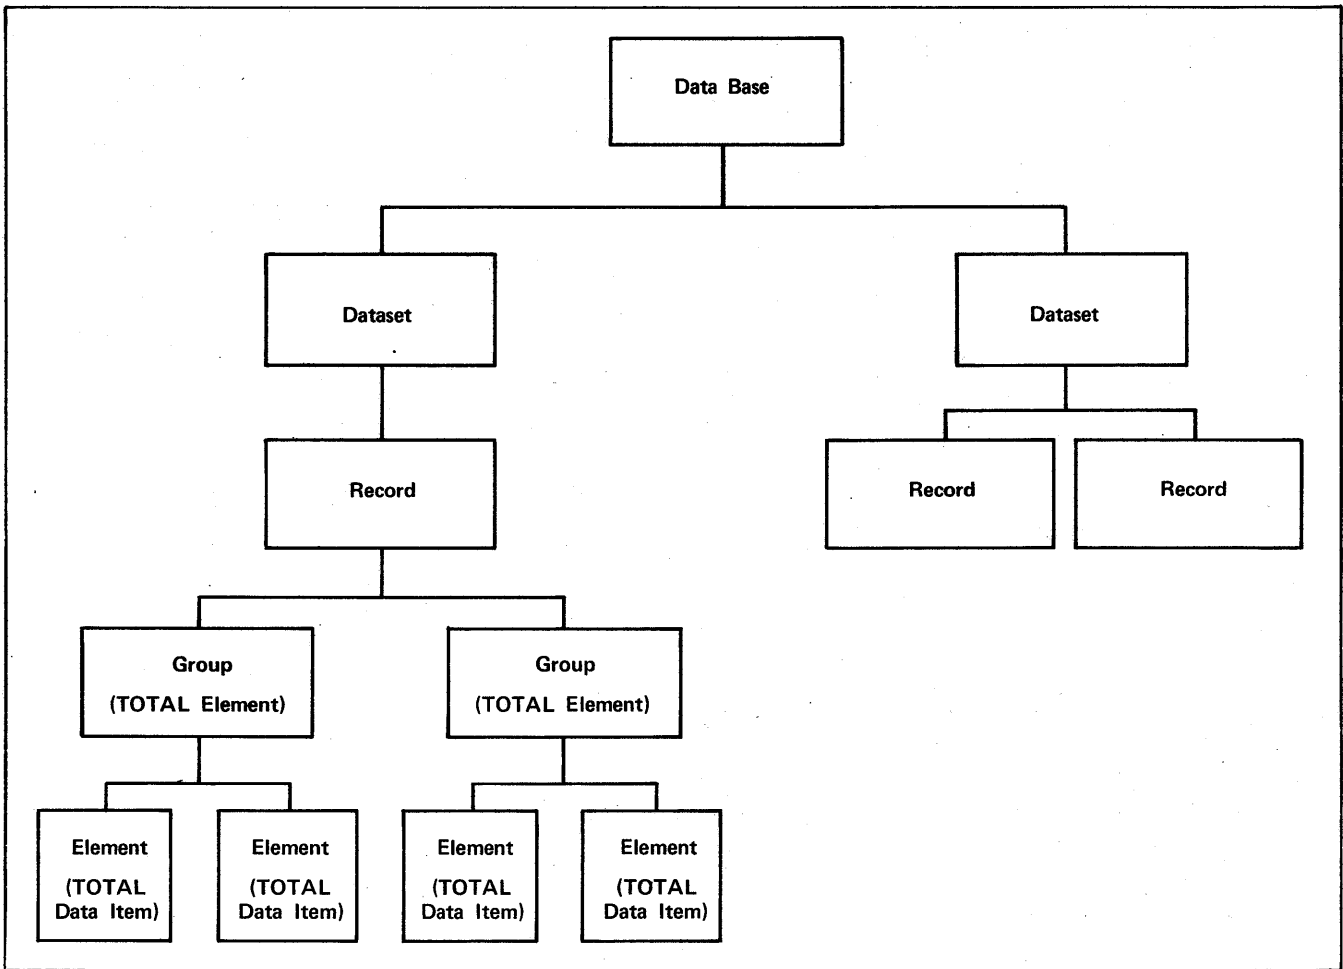 Data Base
Dataset
Dataset
Record
Record
Record
Group
(TOTAL Element)
Group
(TOTAL Element)
Element
(TOTAL
Data Item)
Element
(TOTAL
Data Item)
Element
(TOTAL
Data Item)
Element
(TOTAL
Data Item)